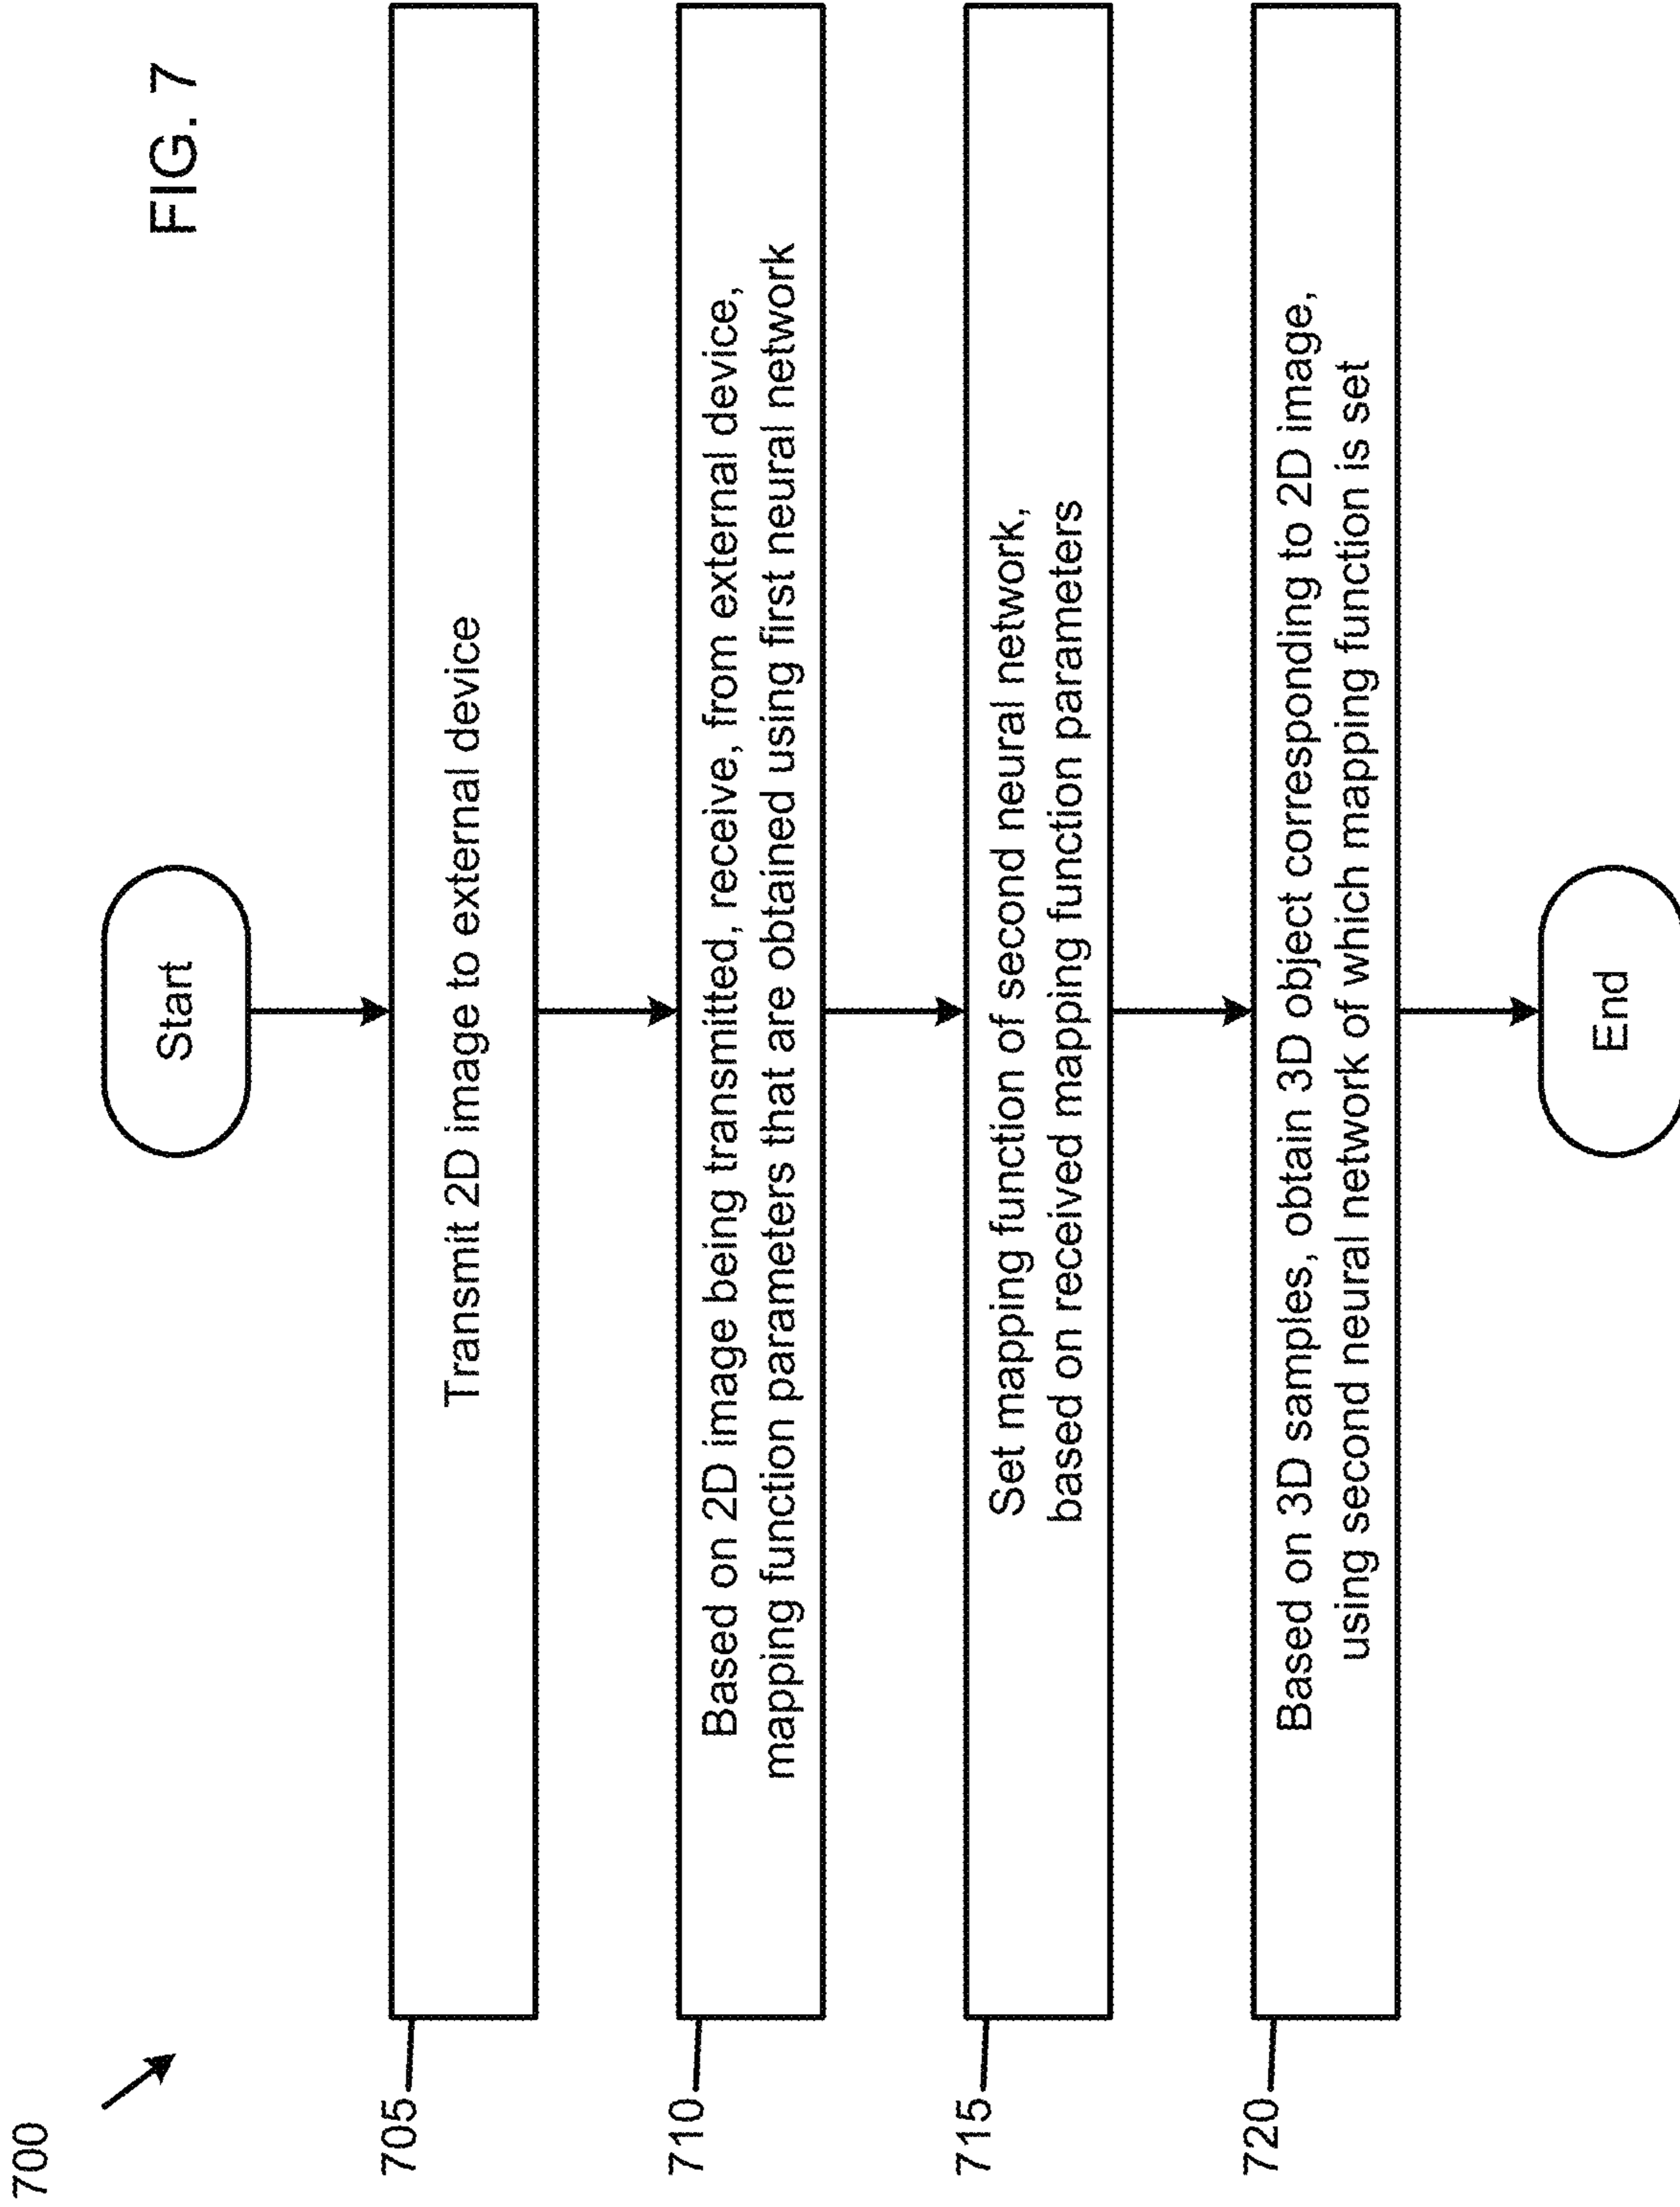 700
FIG. 7
Start
705
Transmit 2D image to external device
710
Based on 2D image being transmitted, receive, from external device,
mapping function parameters that are obtained using first neural network
715
Set mapping function of second neural network,
based on received mapping function parameters
720
Based on 3D samples, obtain 3D object corresponding to 2D image,
using second neural network of which mapping function is set
End